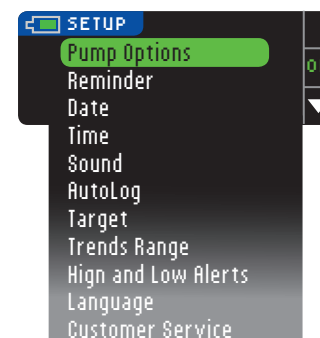 SETUP
Pump Options
Reminder
Date
Time
Sound
AutoLog
Target
Trends Range
Hign and Low Alerts
Language
Customer Service